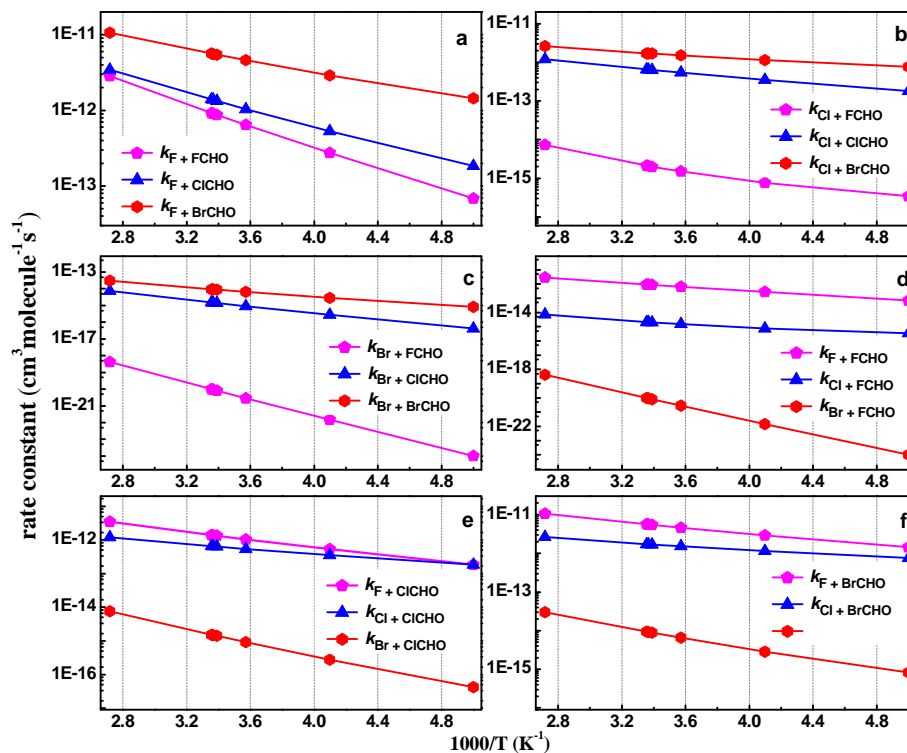 a
1E-11
1E-12
1E-13
k F + FCHO
k F + ClCHO
k F + BrCHO
2.8 3.2 3.6 4.0 4.4 4.8
b
1E-11
1E-13
1E-15
k Cl + FCHO
k Cl + ClCHO
k Cl + BrCHO
2.8 3.2 3.6 4.0 4.4 4.8
c
1E-13
1E-17
1E-21
k Br + FCHO
k Br + ClCHO
k Br + BrCHO
2.8 3.2 3.6 4.0 4.4 4.8
d
1E-14
1E-18
1E-22
k F + FCHO
k Cl + FCHO
k Br + FCHO
2.8 3.2 3.6 4.0 4.4 4.8
e
1E-12
1E-14
1E-16
k F + ClCHO
k Cl + ClCHO
k Br + ClCHO
2.8 3.2 3.6 4.0 4.4 4.8
f
1E-11
1E-13
1E-15
k F + BrCHO
k Cl + BrCHO
2.8 3.2 3.6 4.0 4.4 4.8
rate constant (cm³molecule⁻¹s⁻¹)
1000/T (K⁻¹)